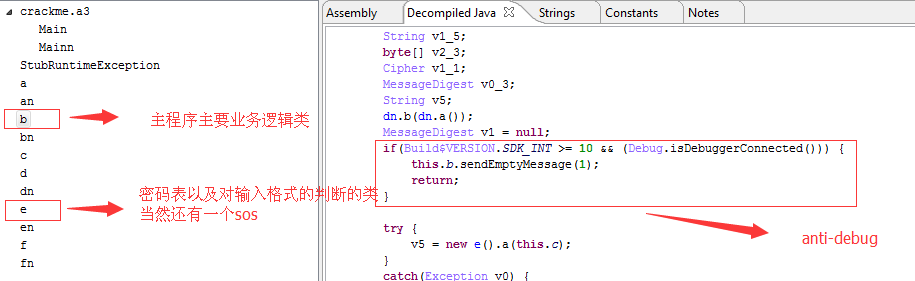 crackme.a3
Main
Mainn
StubRuntimeException
a
an
b
bn
c
d
dn
e
en
f
fn
主程序主要业务逻辑类
密码表以及对输入格式的判断的类
当然还有一个sos
Assembly
Decompiled Java
Strings
Constants
Notes
String v1_5;
byte[] v2_3;
Cipher v1_1;
MessageDigest v0_3;
String v5;
dn.b(dn.a());
MessageDigest v1 = null;
if(Build$VERSION.SDK_INT >= 10 && (Debug.isDebuggerConnected())) {
this.b.sendEmptyMessage(1);
return;
}
try {
v5 = new e().a(this.c);
}
catch(Exception v0) {
anti-debug